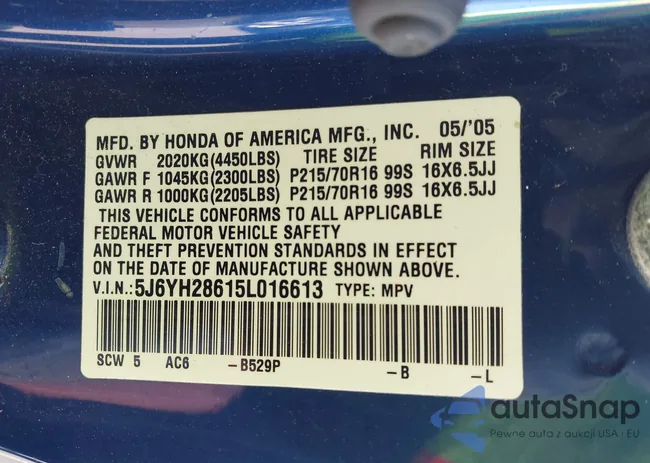 MFD. BY HONDA OF AMERICA MFG., INC. 05/'05
GVWR 2020KG(4450LBS) TIRE SIZE RIM SIZE
GAWR F 1045KG(2300LBS) P215/70R16 99S 16X6.5JJ
GAWR R 1000KG(2205LBS) P215/70R16 99S 16X6.5JJ
THIS VEHICLE CONFORMS TO ALL APPLICABLE
FEDERAL MOTOR VEHICLE SAFETY
AND THEFT PREVENTION STANDARDS IN EFFECT
ON THE DATE OF MANUFACTURE SHOWN ABOVE.
V.I.N.:5J6YH28615L016613 TYPE: MPV
SCW 5 AC6 -B529P -B -L
autaSnap
Pewne auta z aukcji USA i EU